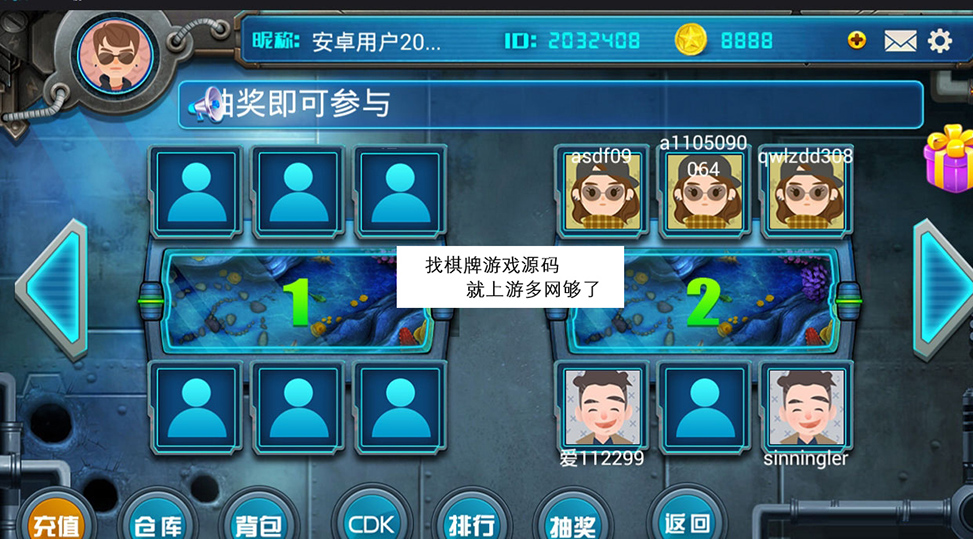 昵称: 安卓用户20... ID: 2032408 8888
抽奖即可参与
asdf09 a1105090064 qwlzdd308
找棋牌游戏源码
就上游多网够了
1 2
爱112299 sinningler
充值 仓库 背包 CDK 排行 抽奖 返回